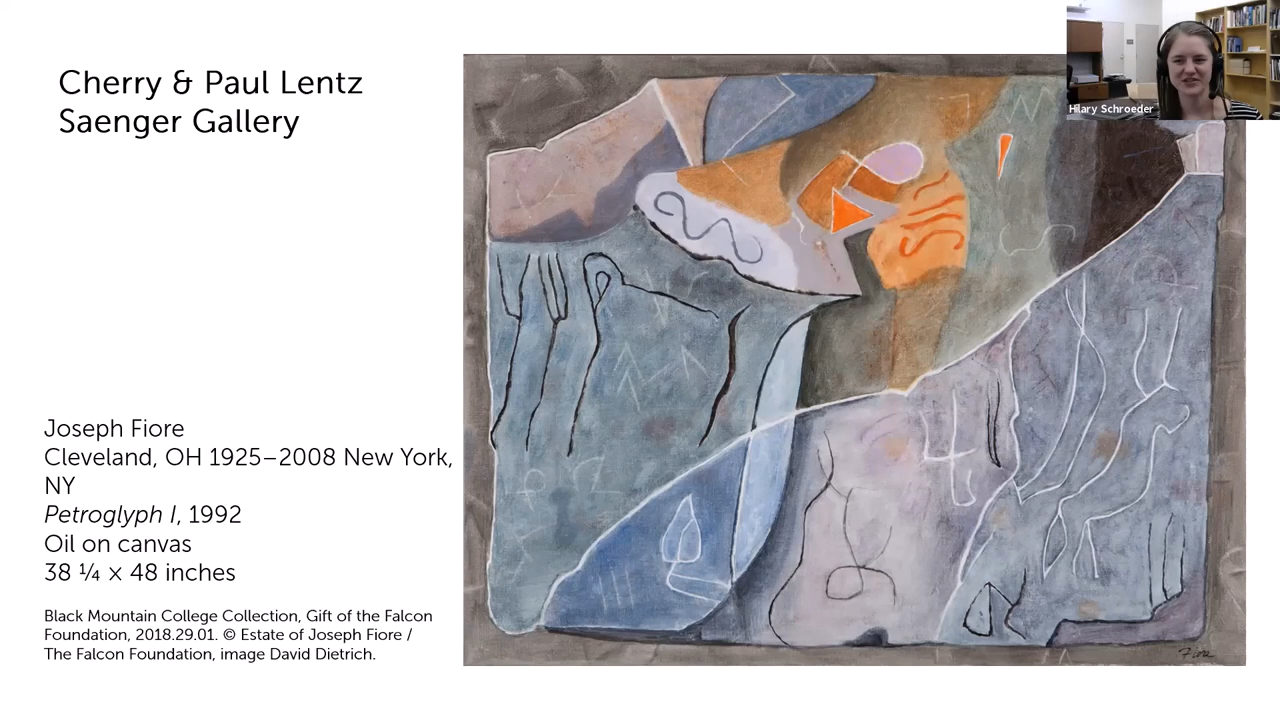 Cherry & Paul Lentz
Saenger Gallery
Hilary Schroeder
Joseph Fiore
Cleveland, OH 1925–2008 New York,
NY
Petroglyph I, 1992
Oil on canvas
38 ¼ × 48 inches
Black Mountain College Collection, Gift of the Falcon
Foundation, 2018.29.01. © Estate of Joseph Fiore /
The Falcon Foundation, image David Dietrich.
Fiore